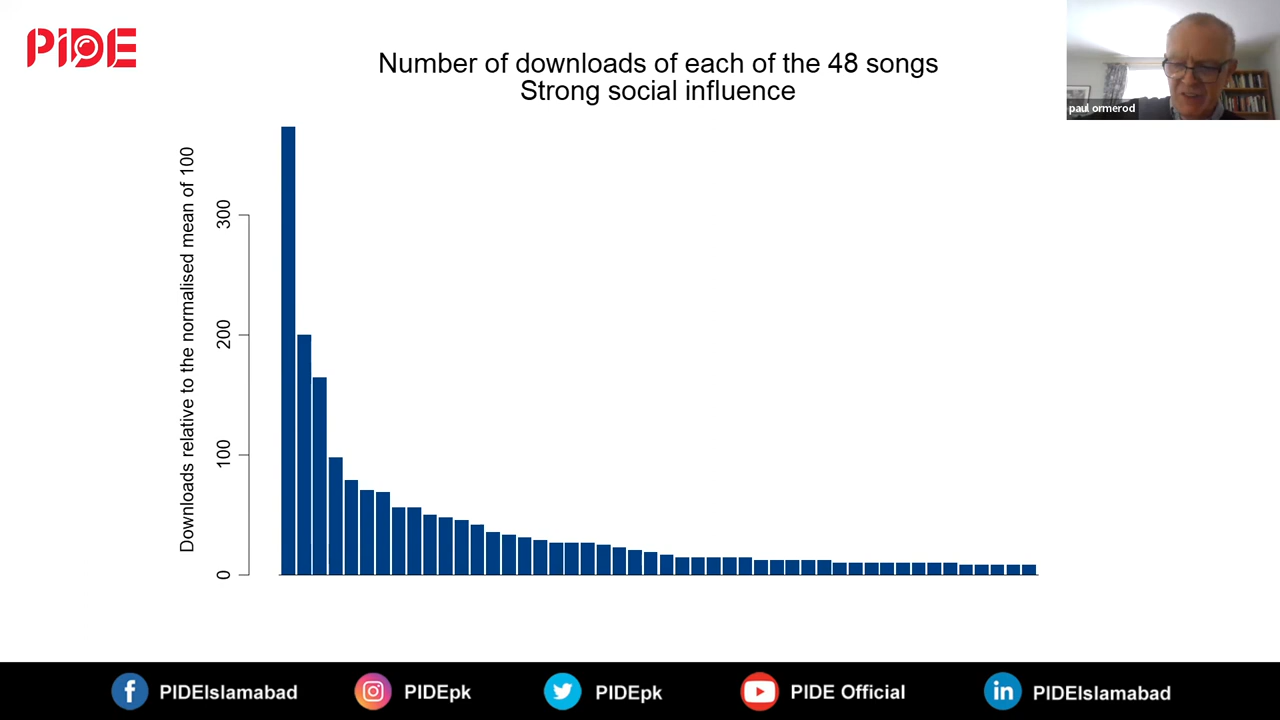 PIDE
Number of downloads of each of the 48 songs
Strong social influence
paul ormerod
Downloads relative to the normalised mean of 100
300
200
100
0
PIDEIslamabad
PIDEpk
PIDEpk
PIDE Official
PIDEIslamabad